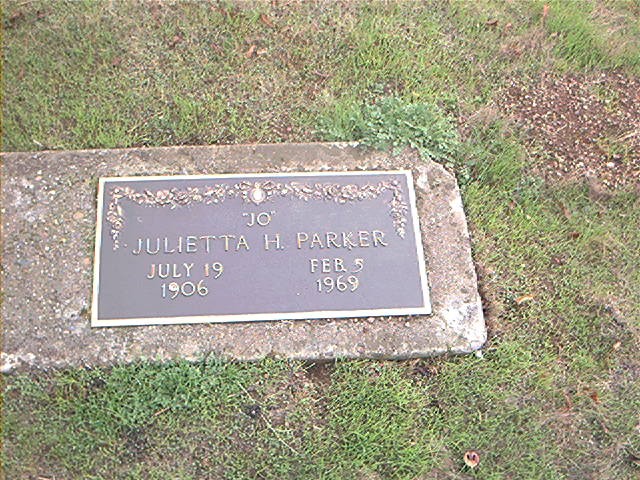 "JO"
JULIETTA H. PARKER
JULY 19 FEB. 5
1906 1969